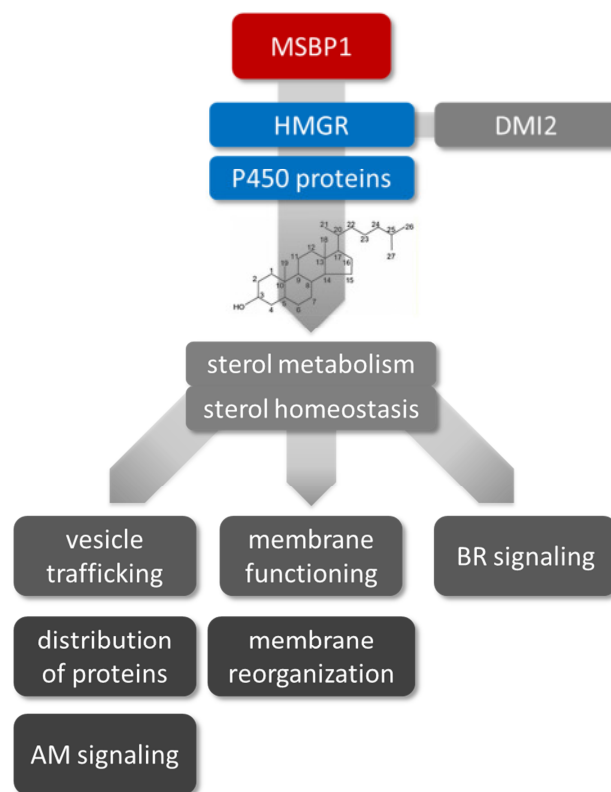 MSBP1
HMGR
DMI2
P450 proteins
21
20
22
24
26
18
23
25
12
17
27
11
13
16
19
1
14
15
2
10
9
8
3
5
7
HO
4
6
sterol metabolism
sterol homeostasis
vesicle
trafficking
membrane
functioning
BR signaling
distribution
of proteins
membrane
reorganization
AM signaling